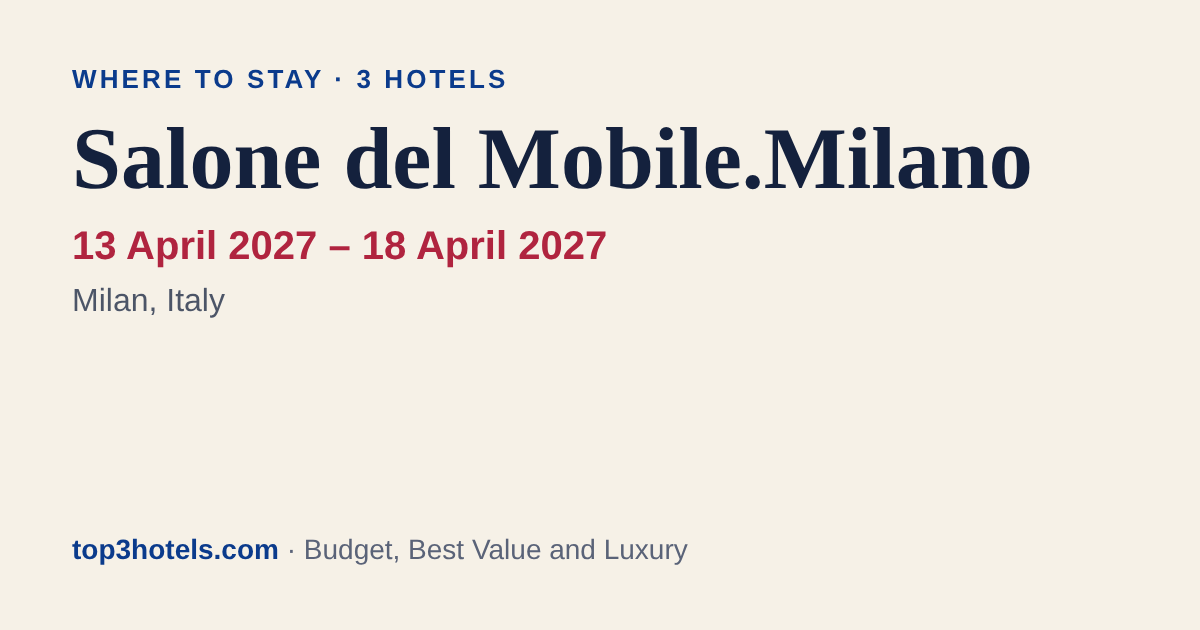 WHERE TO STAY · 3 HOTELS
Salone del Mobile.Milano
13 April 2027 – 18 April 2027
Milan, Italy
top3hotels.com · Budget, Best Value and Luxury